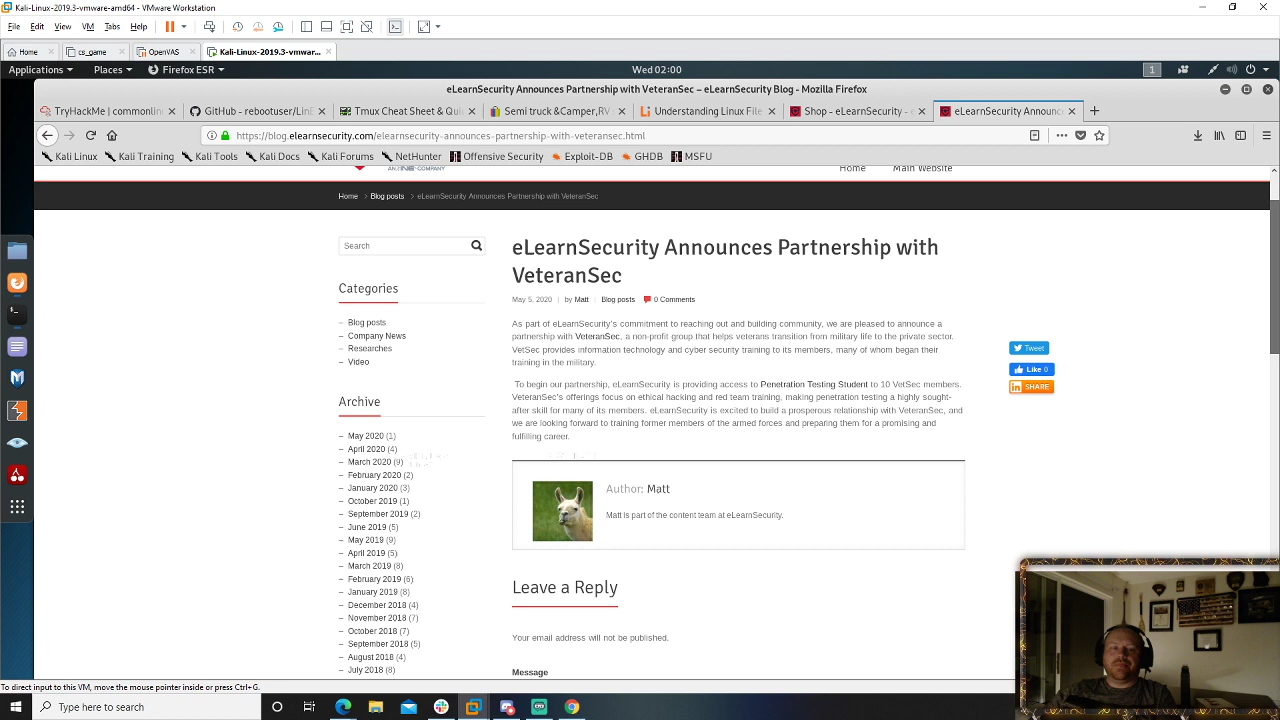 Kali-Linux-2019.3-vmware-amd64 - VMware Workstation
File Edit View VM Tabs Help
Home cs_game OpenVAS Kali-Linux-2019.3-vmwar...
Applications Places Firefox ESR Wed 02:00 1
eLearnSecurity Announces Partnership with VeteranSec – eLearnSecurity Blog - Mozilla Firefox
TryHackMe | commonlin GitHub - rebootuser/LinE Tmux Cheat Sheet & Quic Semi truck &Camper,RV Understanding Linux File Shop - eLearnSecurity - e eLearnSecurity Announc
https://blog.elearnsecurity.com/elearnsecurity-announces-partnership-with-veteransec.html
Kali Linux Kali Training Kali Tools Kali Docs Kali Forums NetHunter Offensive Security Exploit-DB GHDB MSFU
AN INE COMPANY
Home Main Website
Home Blog posts eLearnSecurity Announces Partnership with VeteranSec
Search
Categories
– Blog posts
– Company News
– Researches
– Video
Archive
– May 2020 (1)
– April 2020 (4)
– March 2020 (9)
– February 2020 (2)
– January 2020 (3)
– October 2019 (1)
– September 2019 (2)
– June 2019 (5)
– May 2019 (9)
– April 2019 (5)
– March 2019 (8)
– February 2019 (6)
– January 2019 (8)
– December 2018 (4)
– November 2018 (7)
– October 2018 (7)
– September 2018 (5)
– August 2018 (4)
– July 2018 (8)
eLearnSecurity Announces Partnership with
VeteranSec
May 5, 2020 | by Matt | Blog posts 0 Comments
As part of eLearnSecurity's commitment to reaching out and building community, we are pleased to announce a
partnership with VeteranSec, a non-profit group that helps veterans transition from military life to the private sector.
VetSec provides information technology and cyber security training to its members, many of whom began their
training in the military.
To begin our partnership, eLearnSecurity is providing access to Penetration Testing Student to 10 VetSec members.
VeteranSec's offerings focus on ethical hacking and red team training, making penetration testing a highly sought-
after skill for many of its members. eLearnSecurity is excited to build a prosperous relationship with VeteranSec, and
we are looking forward to training former members of the armed forces and preparing them for a promising and
fulfilling career.
Author: Matt
Matt is part of the content team at eLearnSecurity.
Leave a Reply
Your email address will not be published.
Message
Tweet
Like 0
SHARE
To direct input to this VM, move the mouse pointer inside or press Ctrl+G.
Type here to search